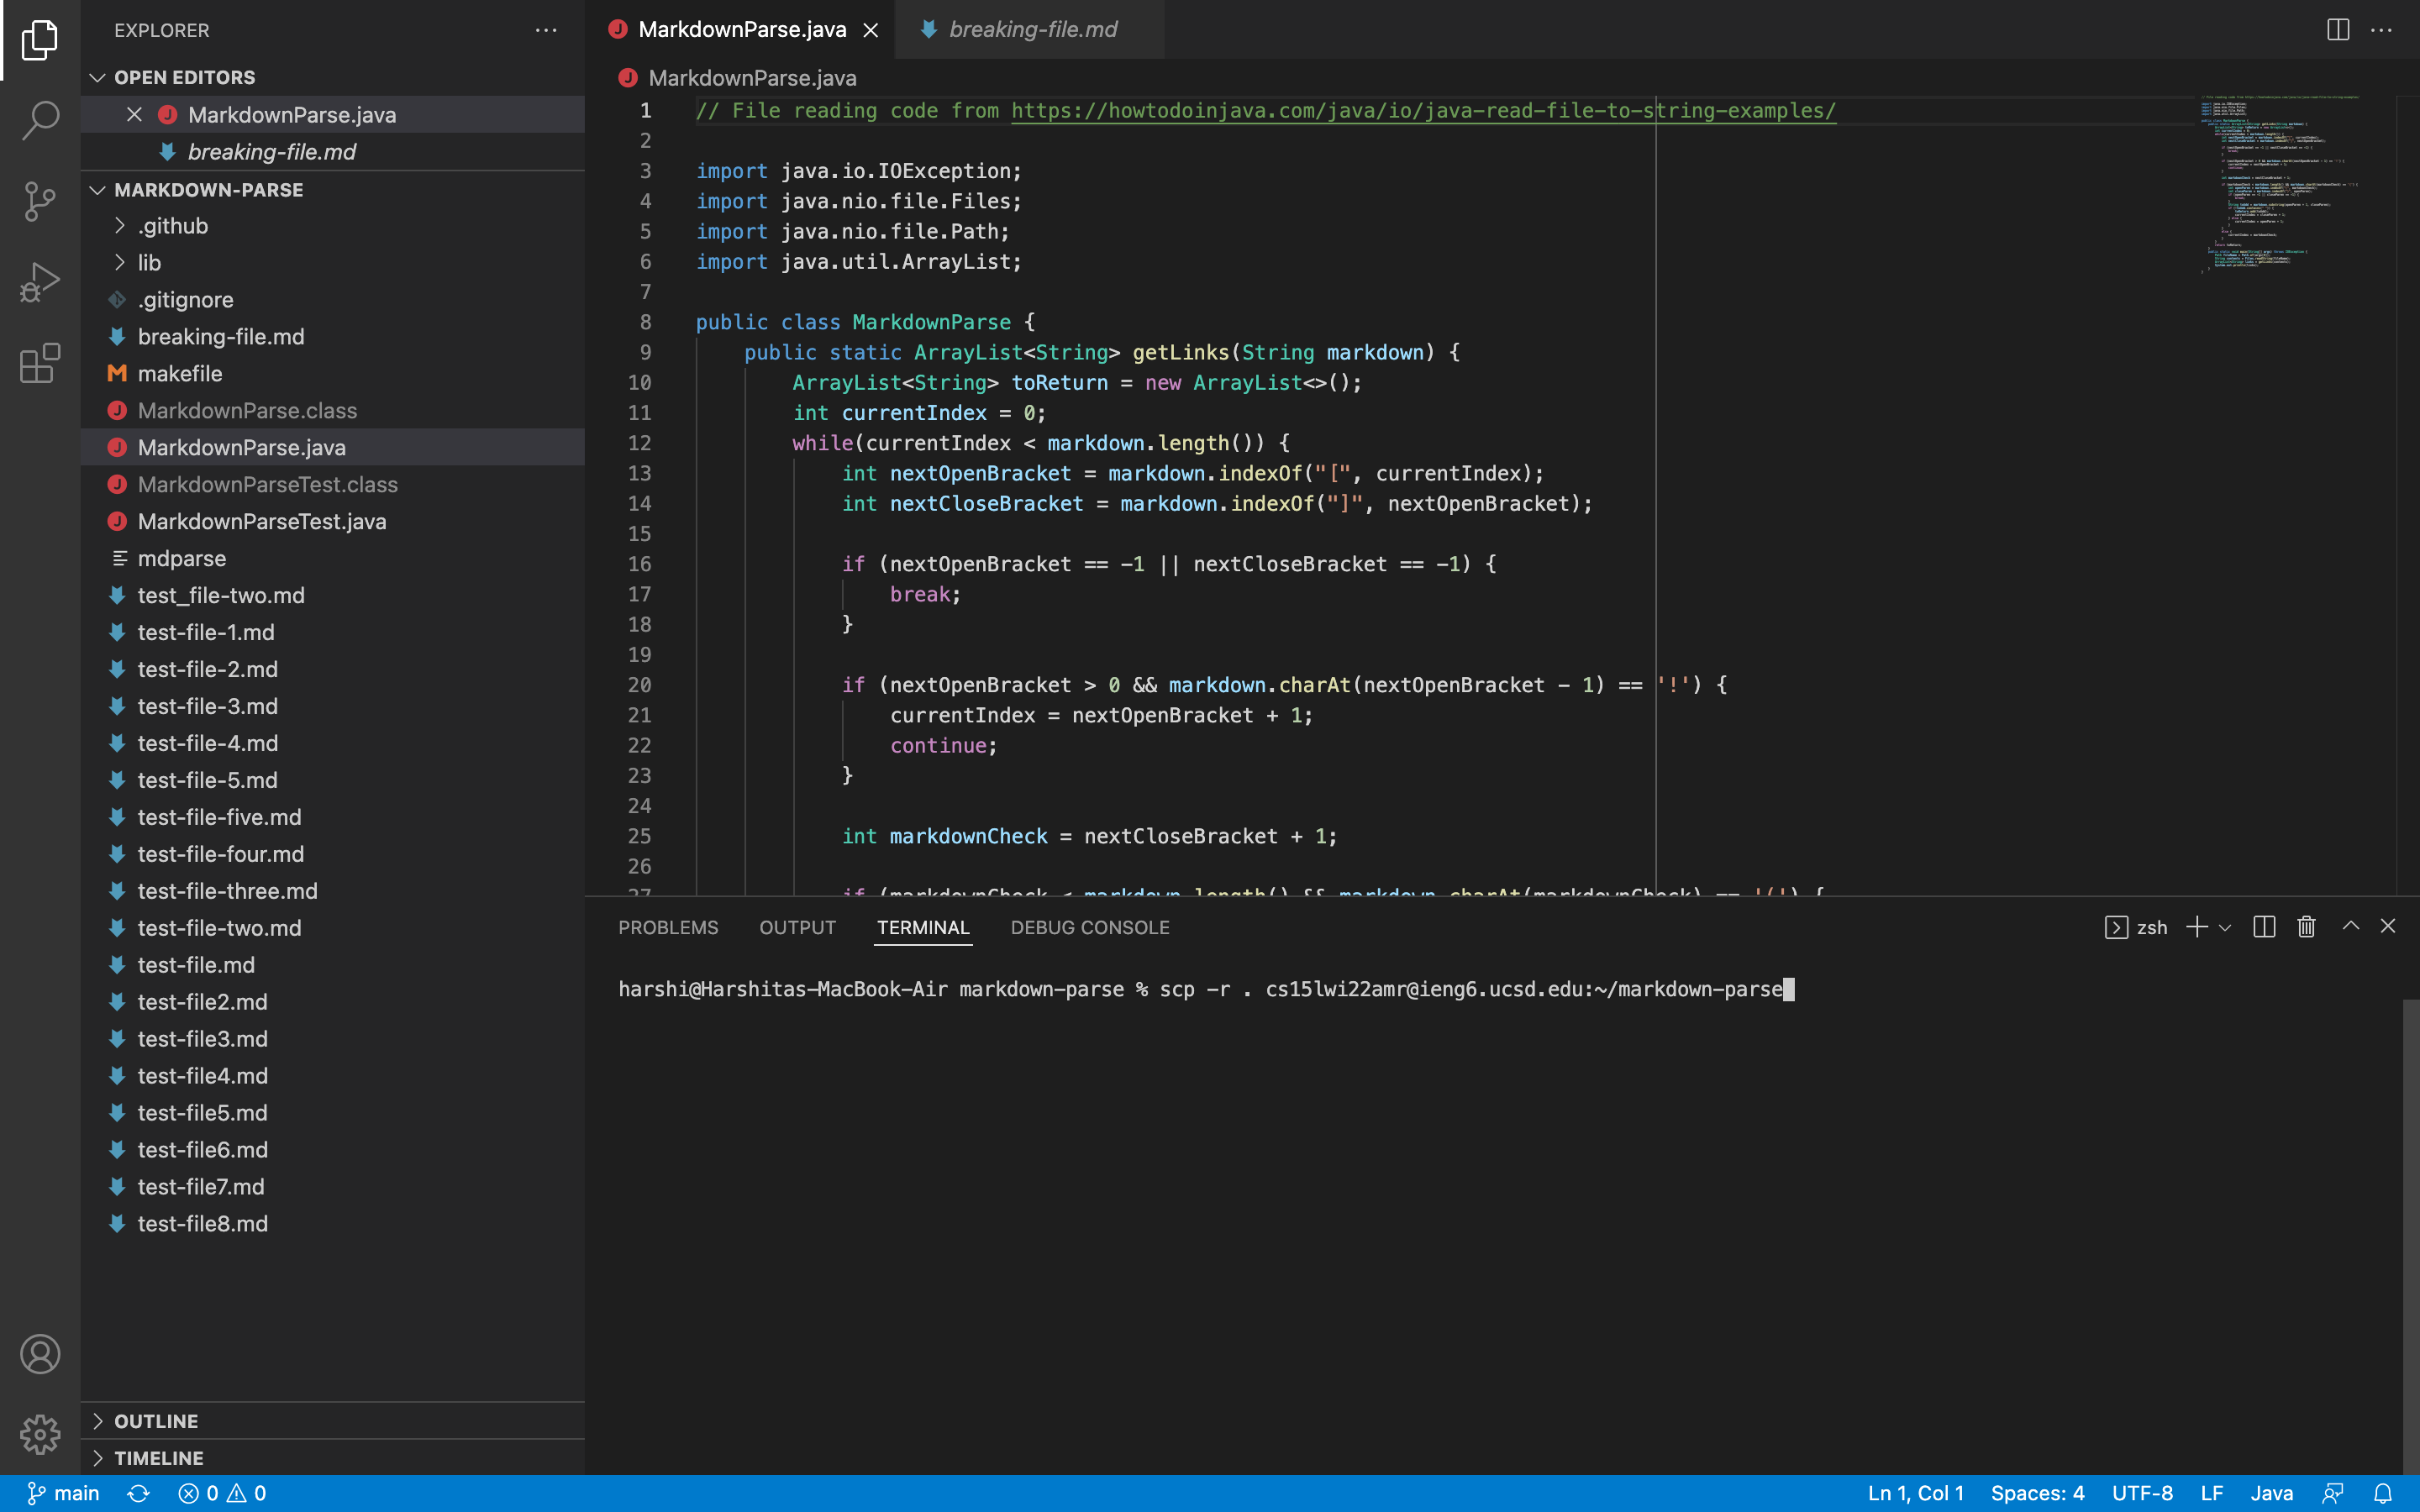 EXPLORER
OPEN EDITORS
MarkdownParse.java
breaking-file.md
MARKDOWN-PARSE
.github
lib
.gitignore
breaking-file.md
makefile
MarkdownParse.class
MarkdownParse.java
MarkdownParseTest.class
MarkdownParseTest.java
mdparse
test_file-two.md
test-file-1.md
test-file-2.md
test-file-3.md
test-file-4.md
test-file-5.md
test-file-five.md
test-file-four.md
test-file-three.md
test-file-two.md
test-file.md
test-file2.md
test-file3.md
test-file4.md
test-file5.md
test-file6.md
test-file7.md
test-file8.md
OUTLINE
TIMELINE
MarkdownParse.java breaking-file.md
MarkdownParse.java
1 // File reading code from https://howtodoinjava.com/java/io/java-read-file-to-string-examples/
2
3 import java.io.IOException;
4 import java.nio.file.Files;
5 import java.nio.file.Path;
6 import java.util.ArrayList;
7
8 public class MarkdownParse {
9 public static ArrayList<String> getLinks(String markdown) {
10 ArrayList<String> toReturn = new ArrayList<>();
11 int currentIndex = 0;
12 while(currentIndex < markdown.length()) {
13 int nextOpenBracket = markdown.indexOf("[", currentIndex);
14 int nextCloseBracket = markdown.indexOf("]", nextOpenBracket);
15
16 if (nextOpenBracket == -1 || nextCloseBracket == -1) {
17 break;
18 }
19
20 if (nextOpenBracket > 0 && markdown.charAt(nextOpenBracket - 1) == '!') {
21 currentIndex = nextOpenBracket + 1;
22 continue;
23 }
24
25 int markdownCheck = nextCloseBracket + 1;
26
27 if (markdownCheck < markdown.length() && markdown.charAt(markdownCheck) == '(') {
PROBLEMS OUTPUT TERMINAL DEBUG CONSOLE
zsh
harshi@Harshitas-MacBook-Air markdown-parse % scp -r . cs15lwi22amr@ieng6.ucsd.edu:~/markdown-parse
main 0 0 Ln 1, Col 1 Spaces: 4 UTF-8 LF Java